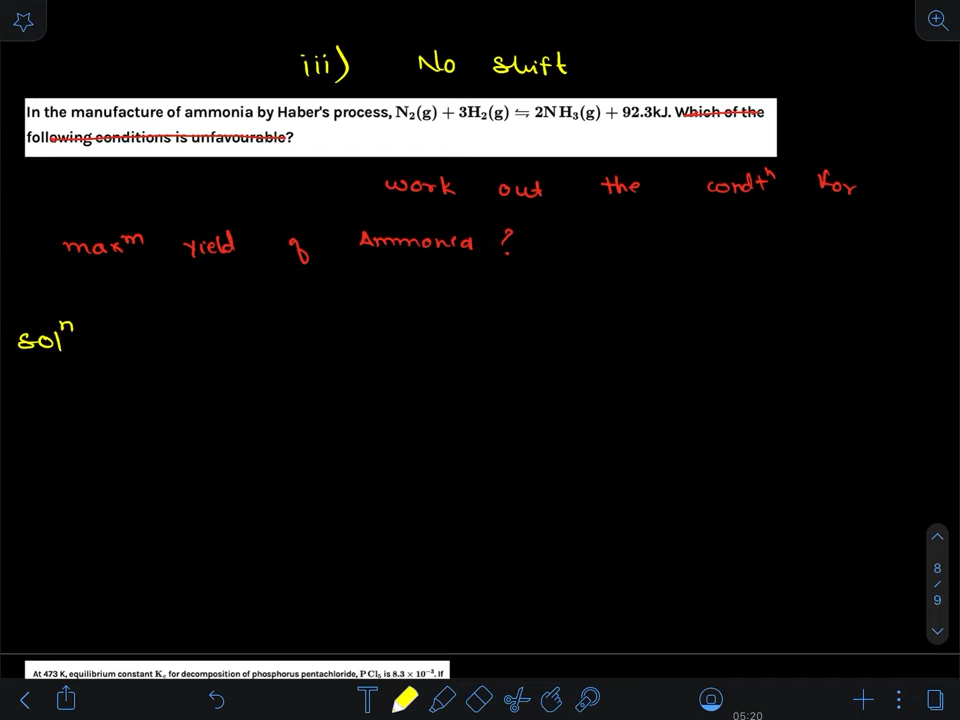 iii) No shift
In the manufacture of ammonia by Haber's process, N₂(g) + 3H₂(g) ⇋ 2NH₃(g) + 92.3kJ. Which of the
following conditions is unfavourable?
work out the condtⁿ for
maxᵐ yield of Ammonia ?
solⁿ
8
/
9
At 473 K, equilibrium constant K꜀ for decomposition of phosphorus pentachloride, PCl₅ is 8.3 × 10⁻³. If
T
05:20